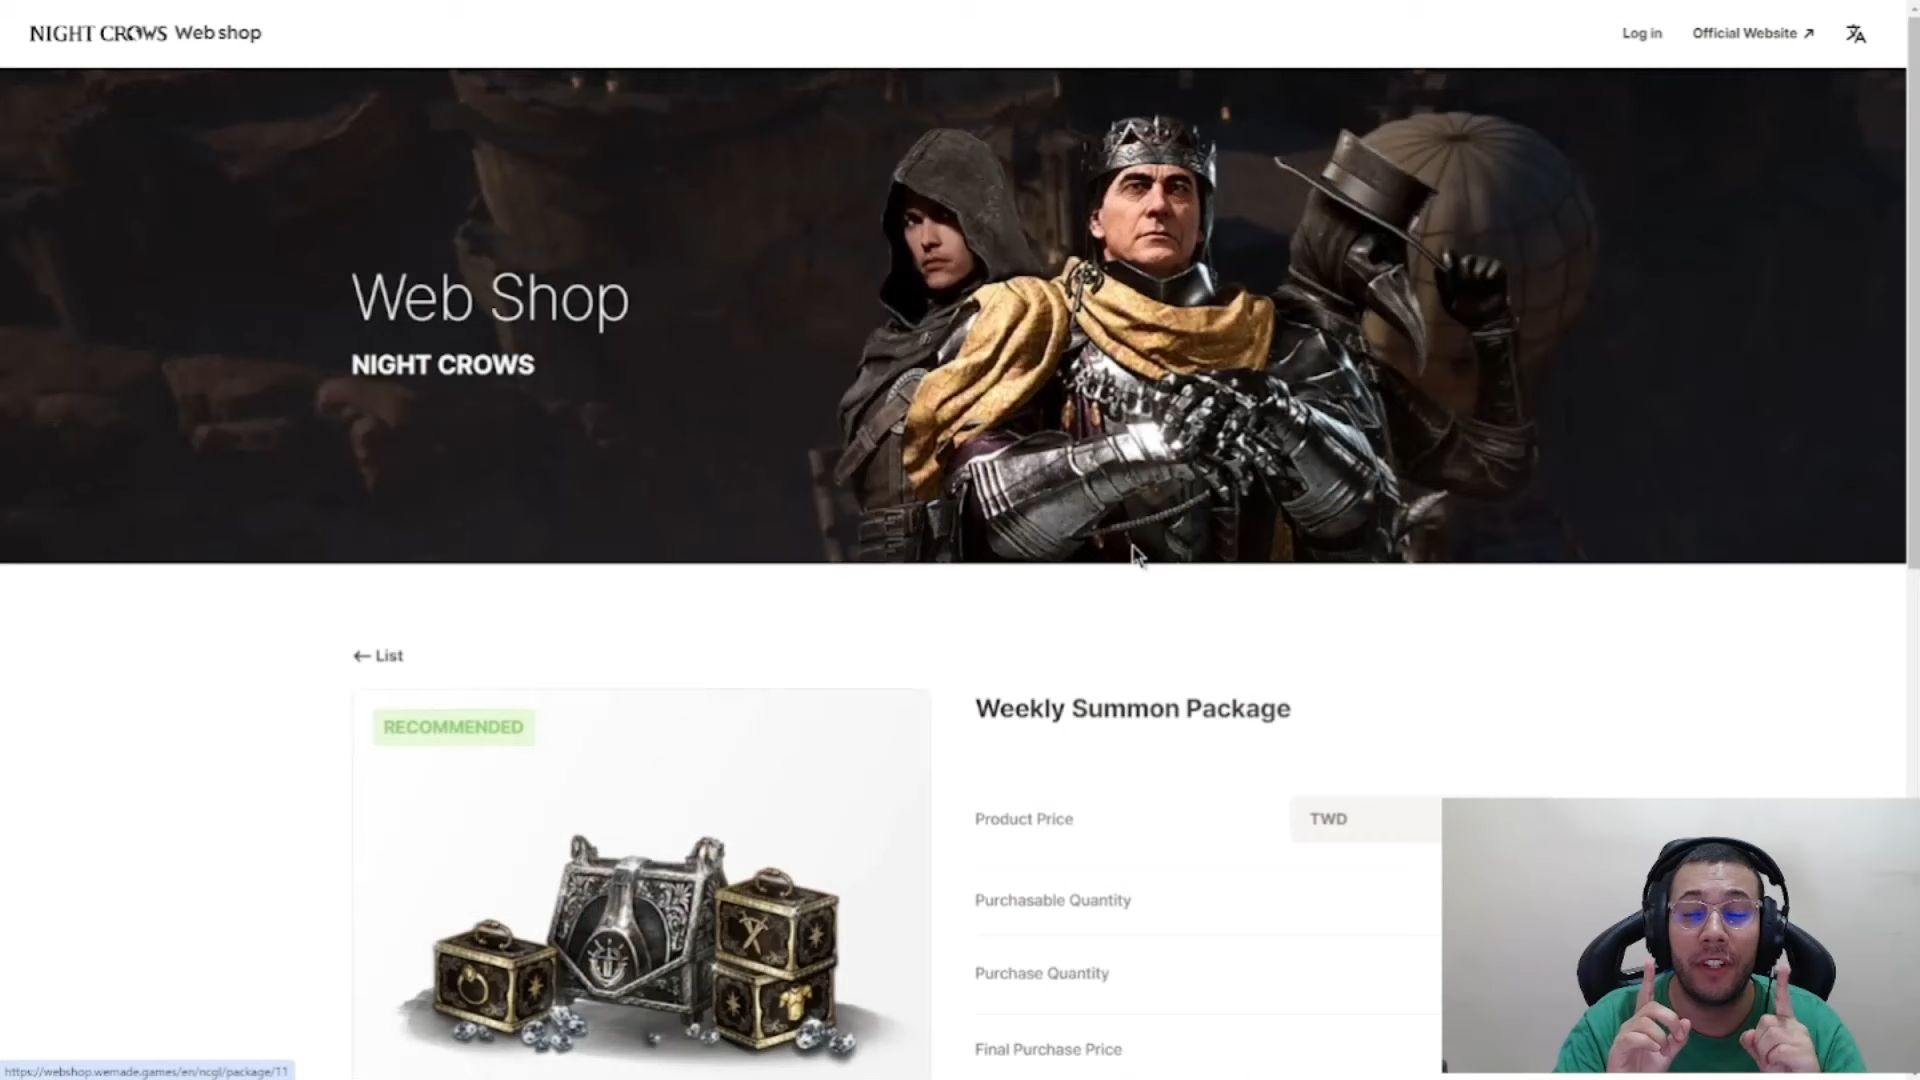 NIGHT CROWS Web shop
Log in
Official Website
Web Shop
NIGHT CROWS
List
RECOMMENDED
Weekly Summon Package
Product Price
TWD
Purchasable Quantity
Purchase Quantity
Final Purchase Price
https://webshop.wemade.games/en/ncgl/package/11